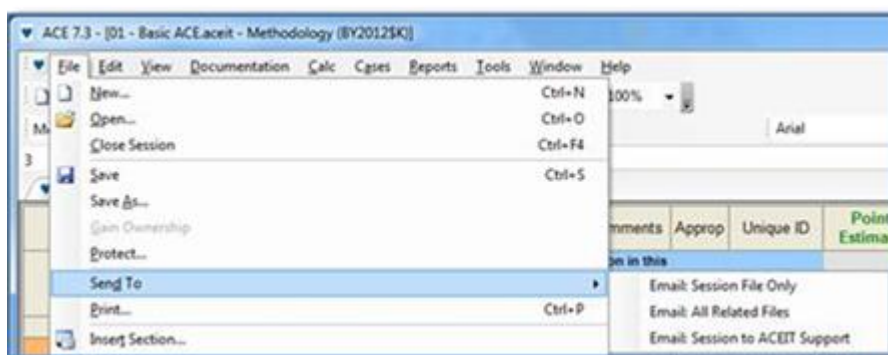 ACE 7.3 - [01 - Basic ACE.aceit - Methodology (BY2012$K)]
File Edit View Documentation Calc Cases Reports Tools Window Help
New... Ctrl+N 100%
Open... Ctrl+O
Arial
Close Session Ctrl+F4
3
Save Ctrl+S
Save As...
Gain Ownership
mments Approp Unique ID Point
Estima
Protect...
on in this
Send To
Email: Session File Only
Print... Ctrl+P
Email: All Related Files
Insert Section...
Email: Session to ACEIT Support